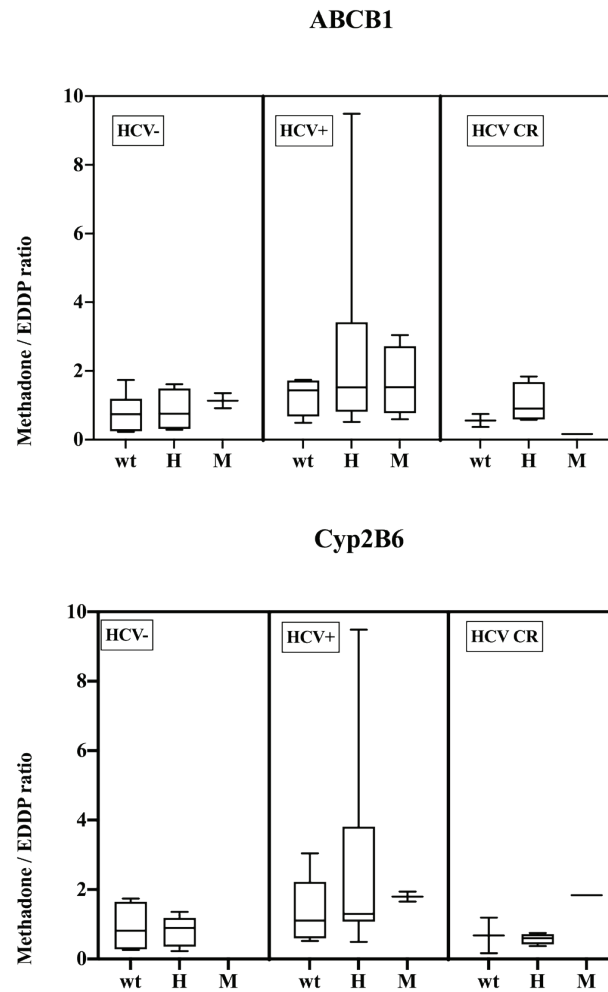 ABCB1
Methadone / EDDP ratio
10
8
6
4
2
0
HCV-
HCV+
HCV CR
wt H M wt H M wt H M
Cyp2B6
Methadone / EDDP ratio
10
8
6
4
2
0
HCV-
HCV+
HCV CR
wt H M wt H M wt H M